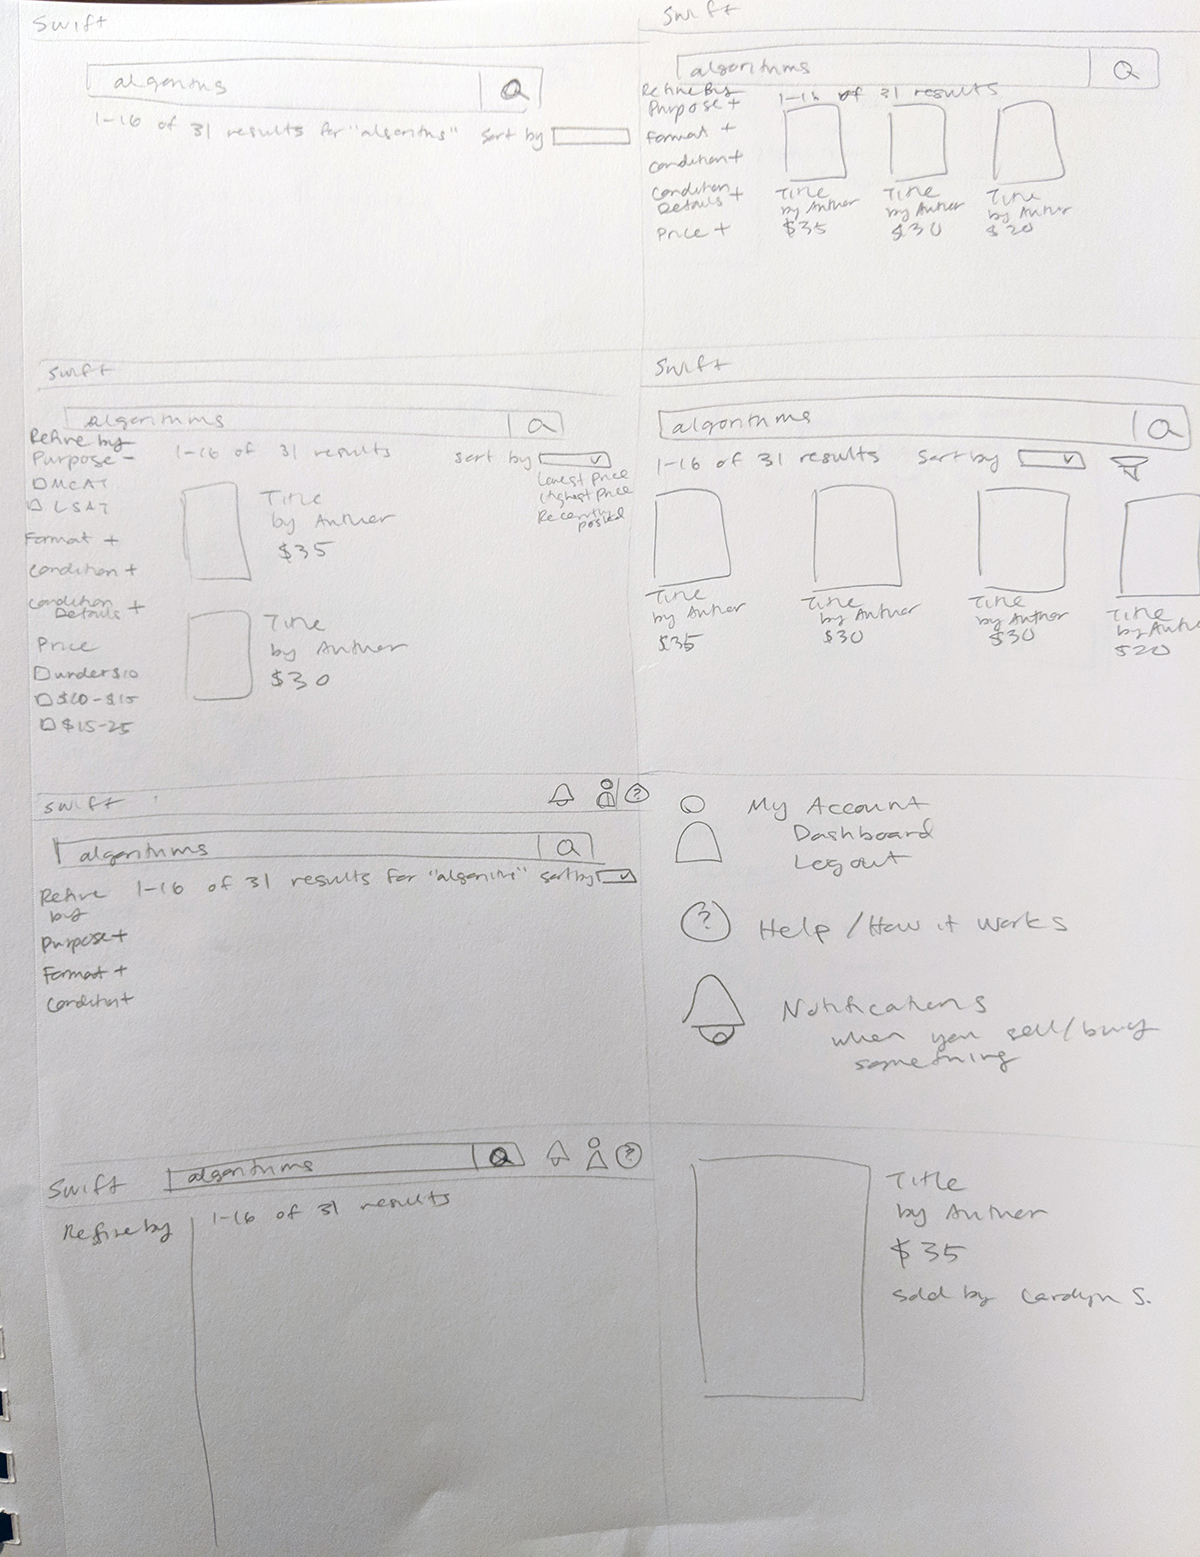 Swift
algorithms
1-16 of 31 results for "algorithms" sort by
Swift
algorithms
Refine By
1-16 of 31 results
Purpose +
Format +
Condition +
Condition Details +
Price +
Title
by Author
$35
Title
by Author
$30
Title
by Author
$20
Swift
algorithms
Refine by
1-16 of 31 results
sort by
Lowest Price
Highest Price
Recently posted
Purpose -
MCAT
LSAT
Format +
Condition +
Condition Details +
Price
under $10
$10-$15
$15-25
Title
by Author
$35
Title
by Author
$30
Swift
algorithms
1-16 of 31 results
Sort by
Title
by Author
$35
Title
by Author
$30
Title
by Author
$30
Title
by Auth
$20
Swift
?
algorithms
Refine by
1-16 of 31 results for "algorithms" sort by
Purpose +
Format +
Condition +
My Account
Dashboard
Logout
?
Help / How it works
Notifications
when you sell/buy
something
Swift
algorithms
?
Refine by
1-16 of 31 results
Title
by Author
$35
Sold by Carolyn S.